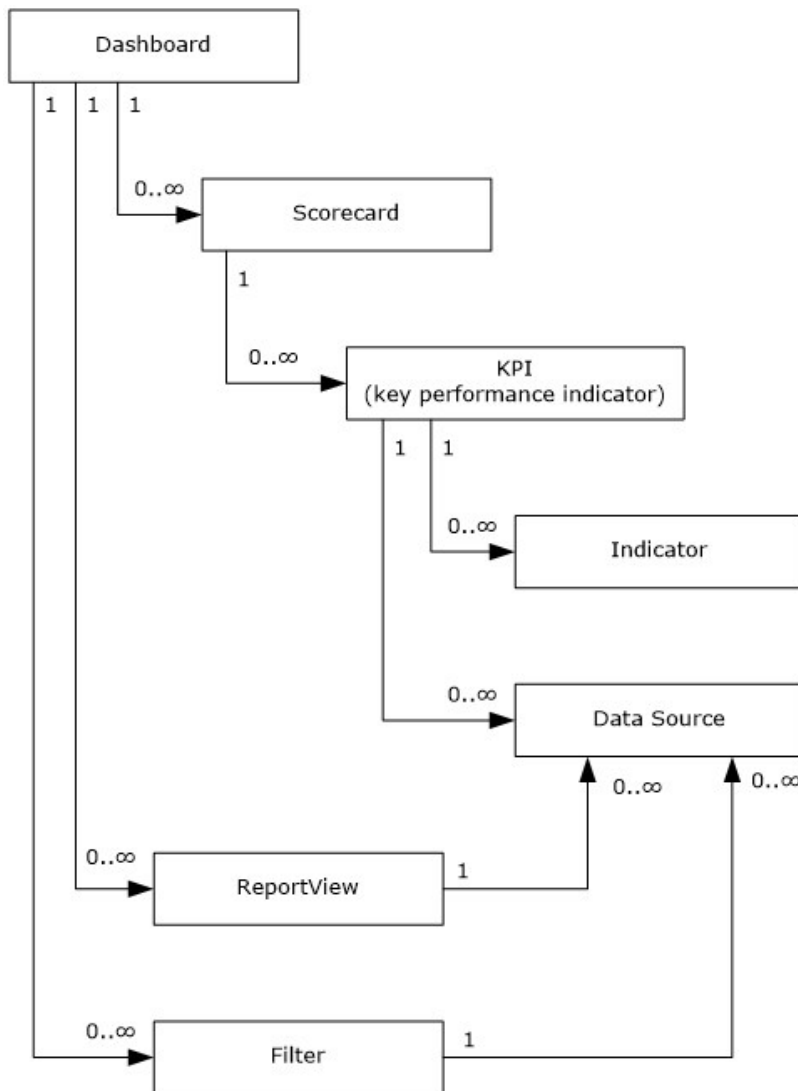 Dashboard
1
1
1
0..∞
Scorecard
1
0..∞
KPI
(key performance indicator)
1
1
0..∞
Indicator
0..∞
Data Source
0..∞
0..∞
0..∞
ReportView
1
0..∞
Filter
1